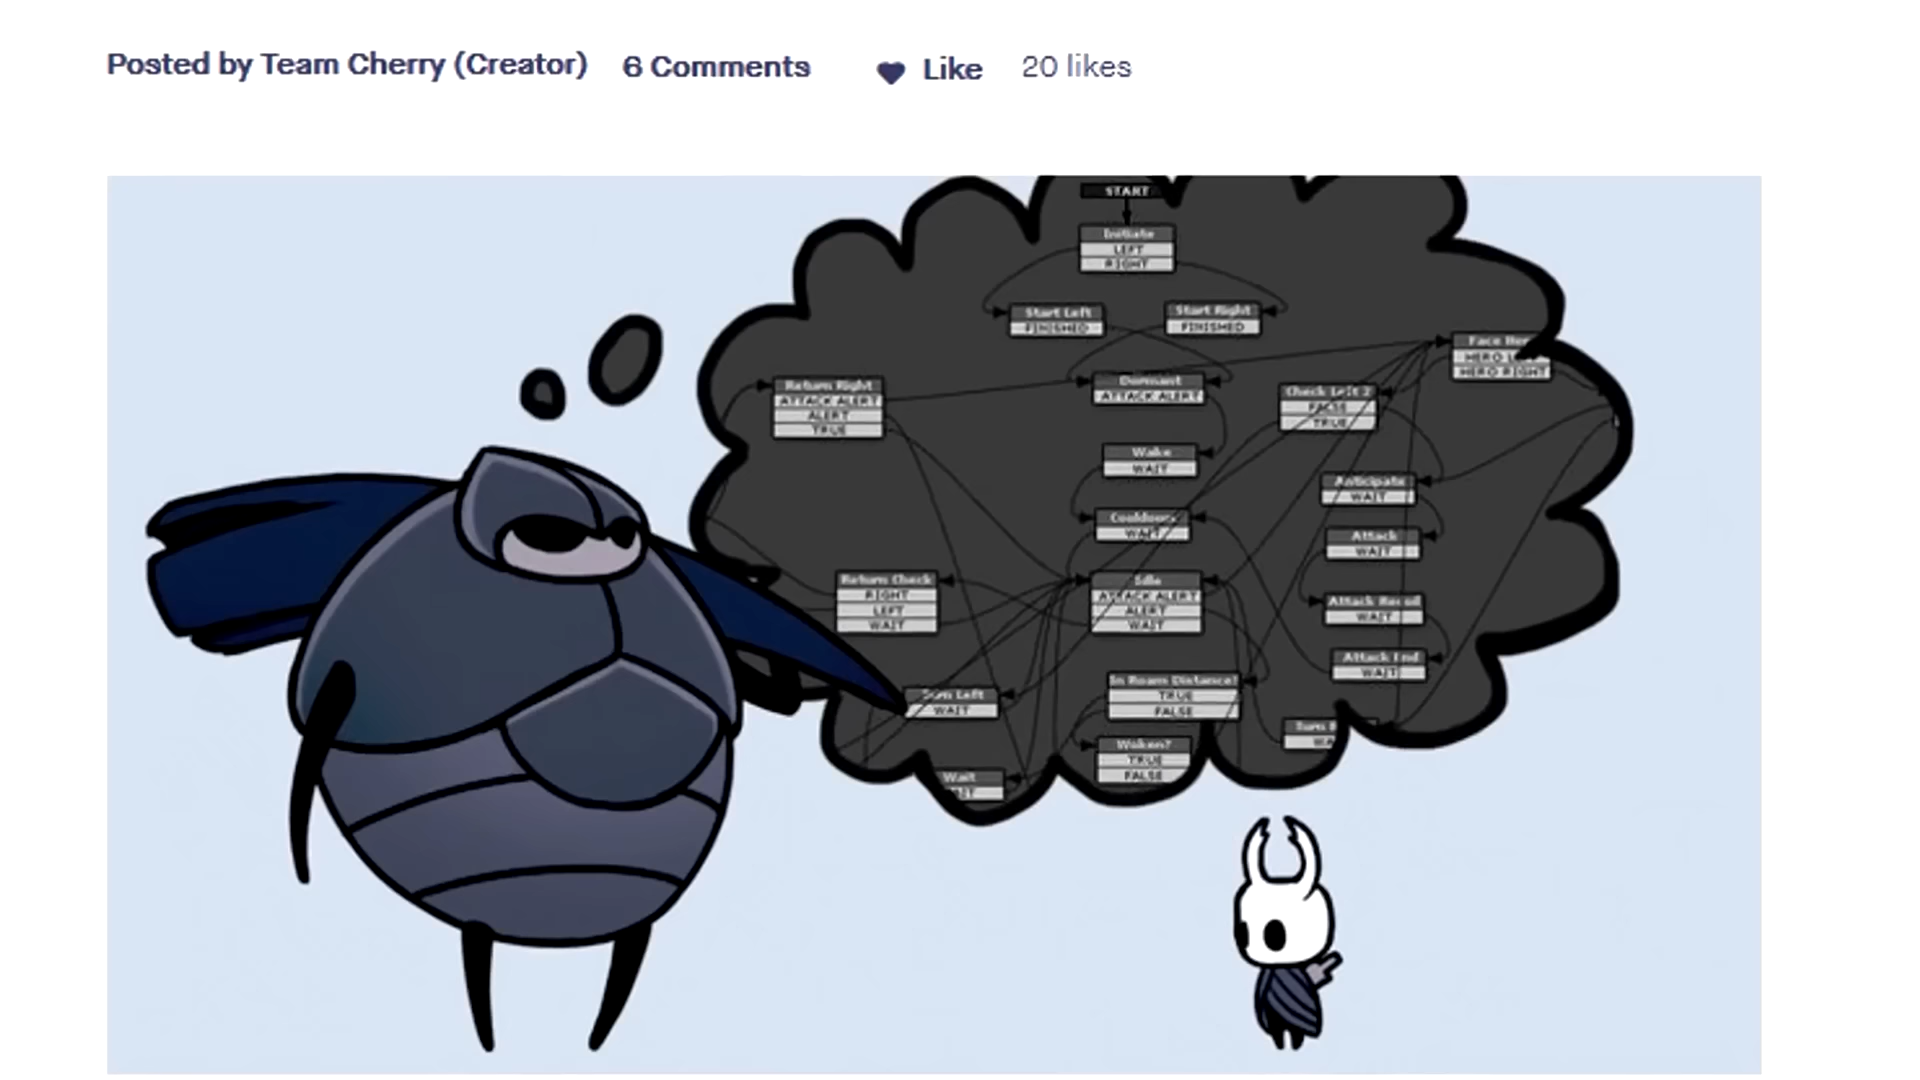 Posted by Team Cherry (Creator) 6 Comments Like 20 likes
START
Initiate
LEFT
RIGHT
Start Left
FINISHED
Start Right
FINISHED
HERO RIGHT
Return Right
ATTACK ALERT
ALERT
TRUE
Dormant
ATTACK ALERT
Check Left 2
FALSE
TRUE
Wake
WAIT
Anticipate
WAIT
Cooldown
WAIT
Attack
WAIT
Return Check
RIGHT
LEFT
WAIT
Idle
ATTACK ALERT
ALERT
WAIT
Attack Recoil
WAIT
Attack End
WAIT
Left
WAIT
In Roam Distance?
TRUE
FALSE
Woken?
TRUE
FALSE
Wait